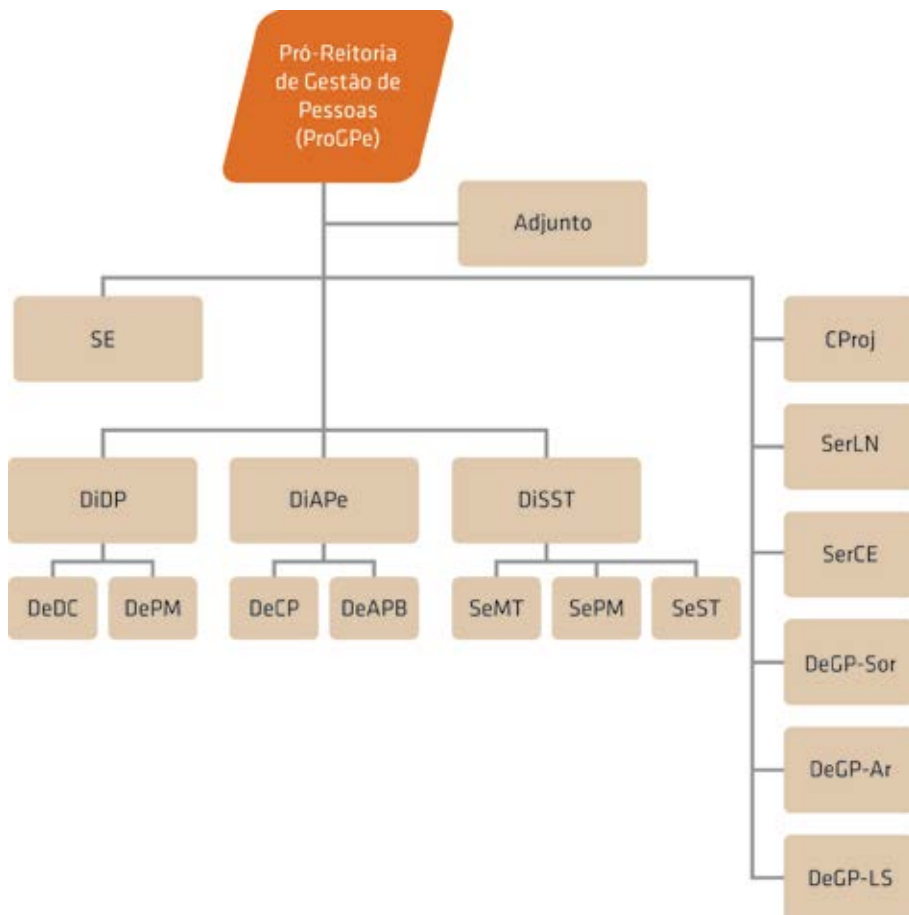 Pró-Reitoria
de Gestão de
Pessoas
(ProGPe)
Adjunto
SE
CProj
SerLN
DiDP
DiAPe
DiSST
SerCE
DeDC
DePM
DeCP
DeAPB
SeMT
SePM
SeST
DeGP-Sor
DeGP-Ar
DeGP-LS